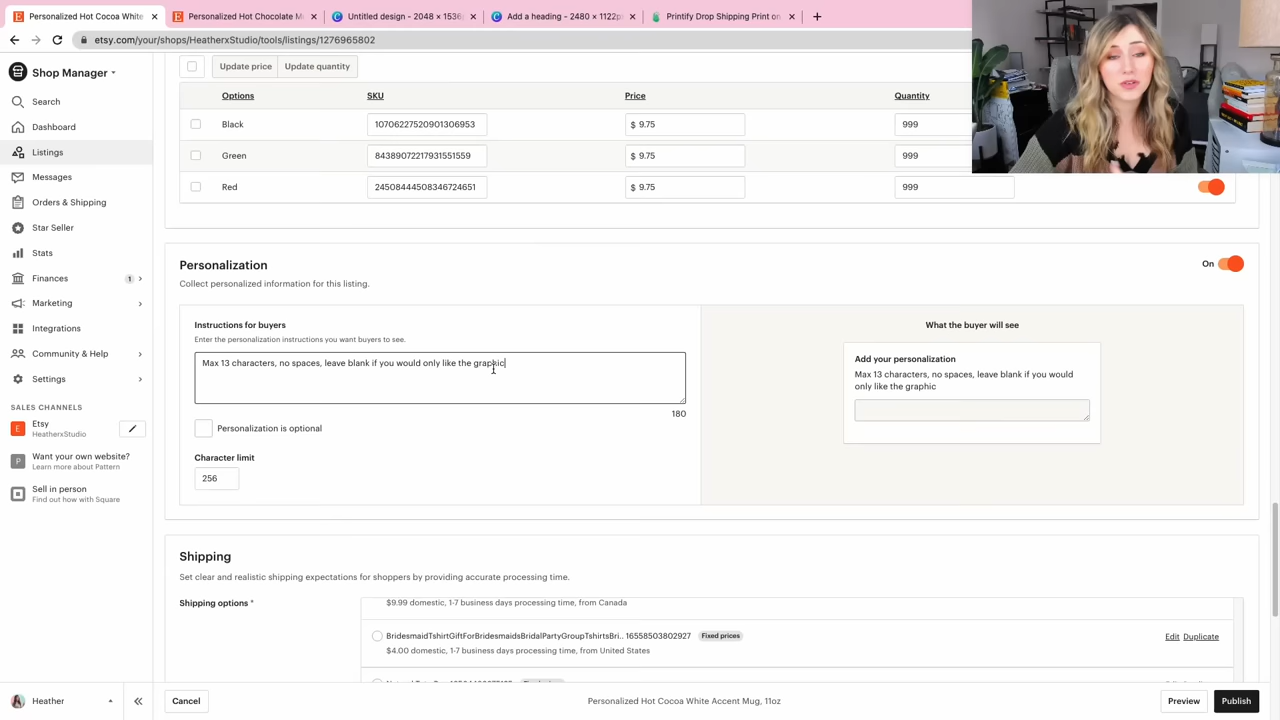 Personalized Hot Cocoa White
Personalized Hot Chocolate M
Untitled design - 2048 × 1536
Add a heading - 2480 × 1122p
Printify Drop Shipping Print on
etsy.com/your/shops/HeatherxStudio/tools/listings/1276965802
Shop Manager
Search
Dashboard
Listings
Messages
Orders & Shipping
Star Seller
Stats
Finances 1
Marketing
Integrations
Community & Help
Settings
SALES CHANNELS
E Etsy
HeatherxStudio
P Want your own website?
Learn more about Pattern
Sell in person
Find out how with Square
Heather
Update price Update quantity
Options SKU Price Quantity
Black 10706227520901306953 $ 9.75 999
Green 84389072217931551559 $ 9.75 999
Red 24508444508346724651 $ 9.75 999
Personalization On
Collect personalized information for this listing.
Instructions for buyers
Enter the personalization instructions you want buyers to see.
Max 13 characters, no spaces, leave blank if you would only like the graphic
180
Personalization is optional
Character limit
256
What the buyer will see
Add your personalization
Max 13 characters, no spaces, leave blank if you would
only like the graphic
Shipping
Set clear and realistic shipping expectations for shoppers by providing accurate processing time.
Shipping options *
$9.99 domestic, 1-7 business days processing time, from Canada
BridesmaidTshirtGiftForBridesmaidsBridalPartyGroupTshirtsBri.. 16558503802927 Fixed prices Edit Duplicate
$4.00 domestic, 1-7 business days processing time, from United States
Cancel Personalized Hot Cocoa White Accent Mug, 11oz Preview Publish